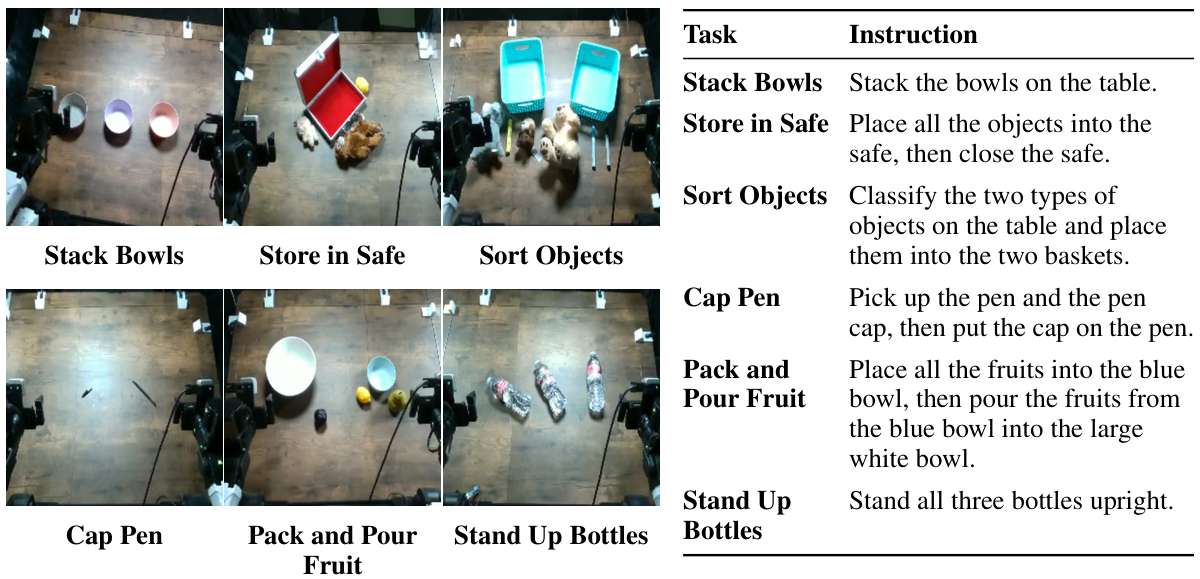 Stack Bowls
Store in Safe
Sort Objects
Cap Pen
Pack and Pour
Fruit
Stand Up Bottles
Task Instruction
Stack Bowls Stack the bowls on the table.
Store in Safe Place all the objects into the
safe, then close the safe.
Sort Objects Classify the two types of
objects on the table and place
them into the two baskets.
Cap Pen Pick up the pen and the pen
cap, then put the cap on the pen.
Pack and Place all the fruits into the blue
Pour Fruit bowl, then pour the fruits from
the blue bowl into the large
white bowl.
Stand Up Stand all three bottles upright.
Bottles